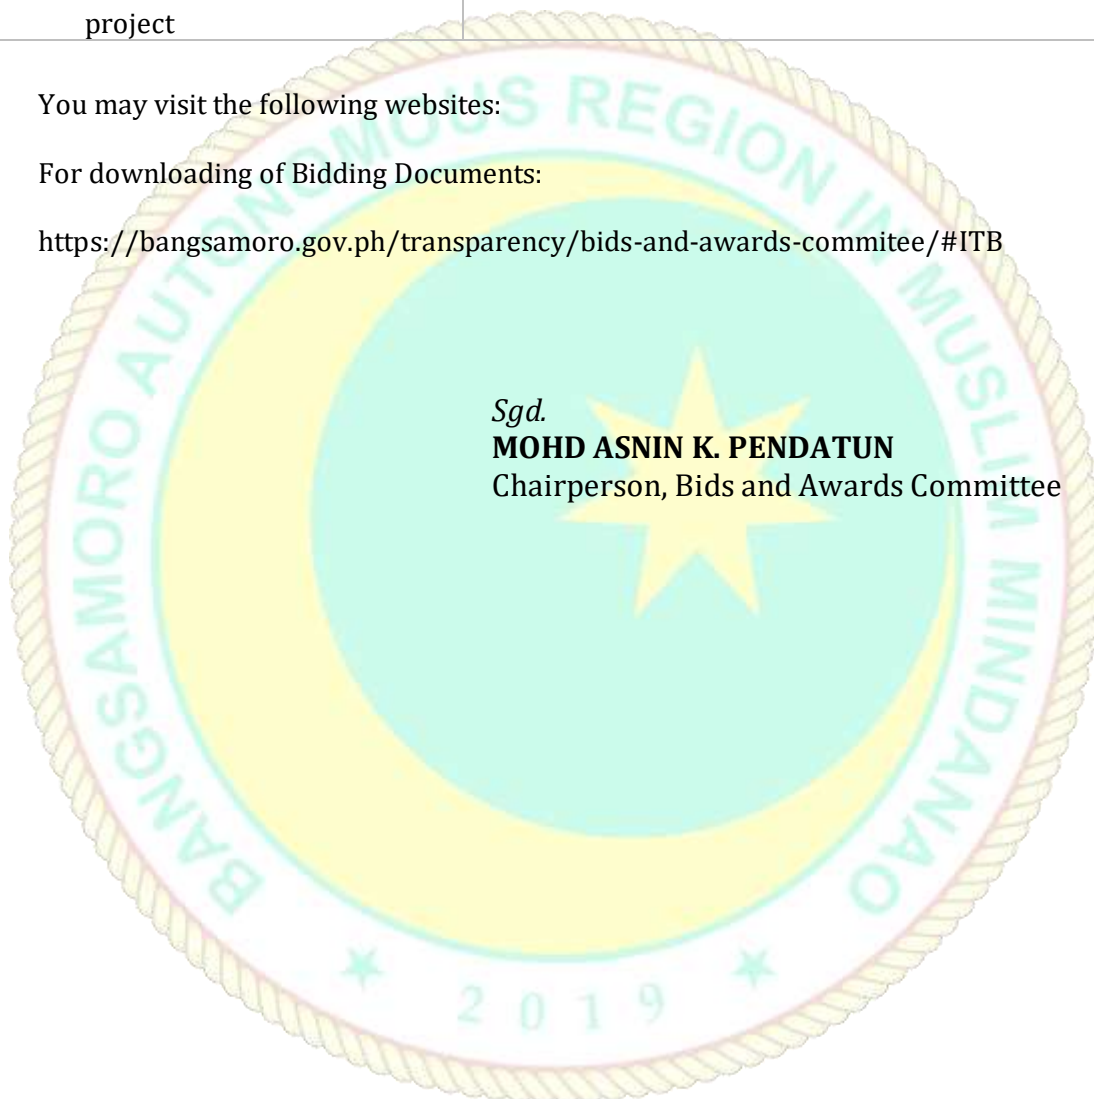 project
You may visit the following websites:
For downloading of Bidding Documents:
https://bangsamoro.gov.ph/transparency/bids-and-awards-commitee/#ITB
Sgd.
MOHD ASNIN K. PENDATUN
Chairperson, Bids and Awards Committee
BANGSAMORO AUTONOMOUS REGION IN MUSLIM MINDANAO
2019